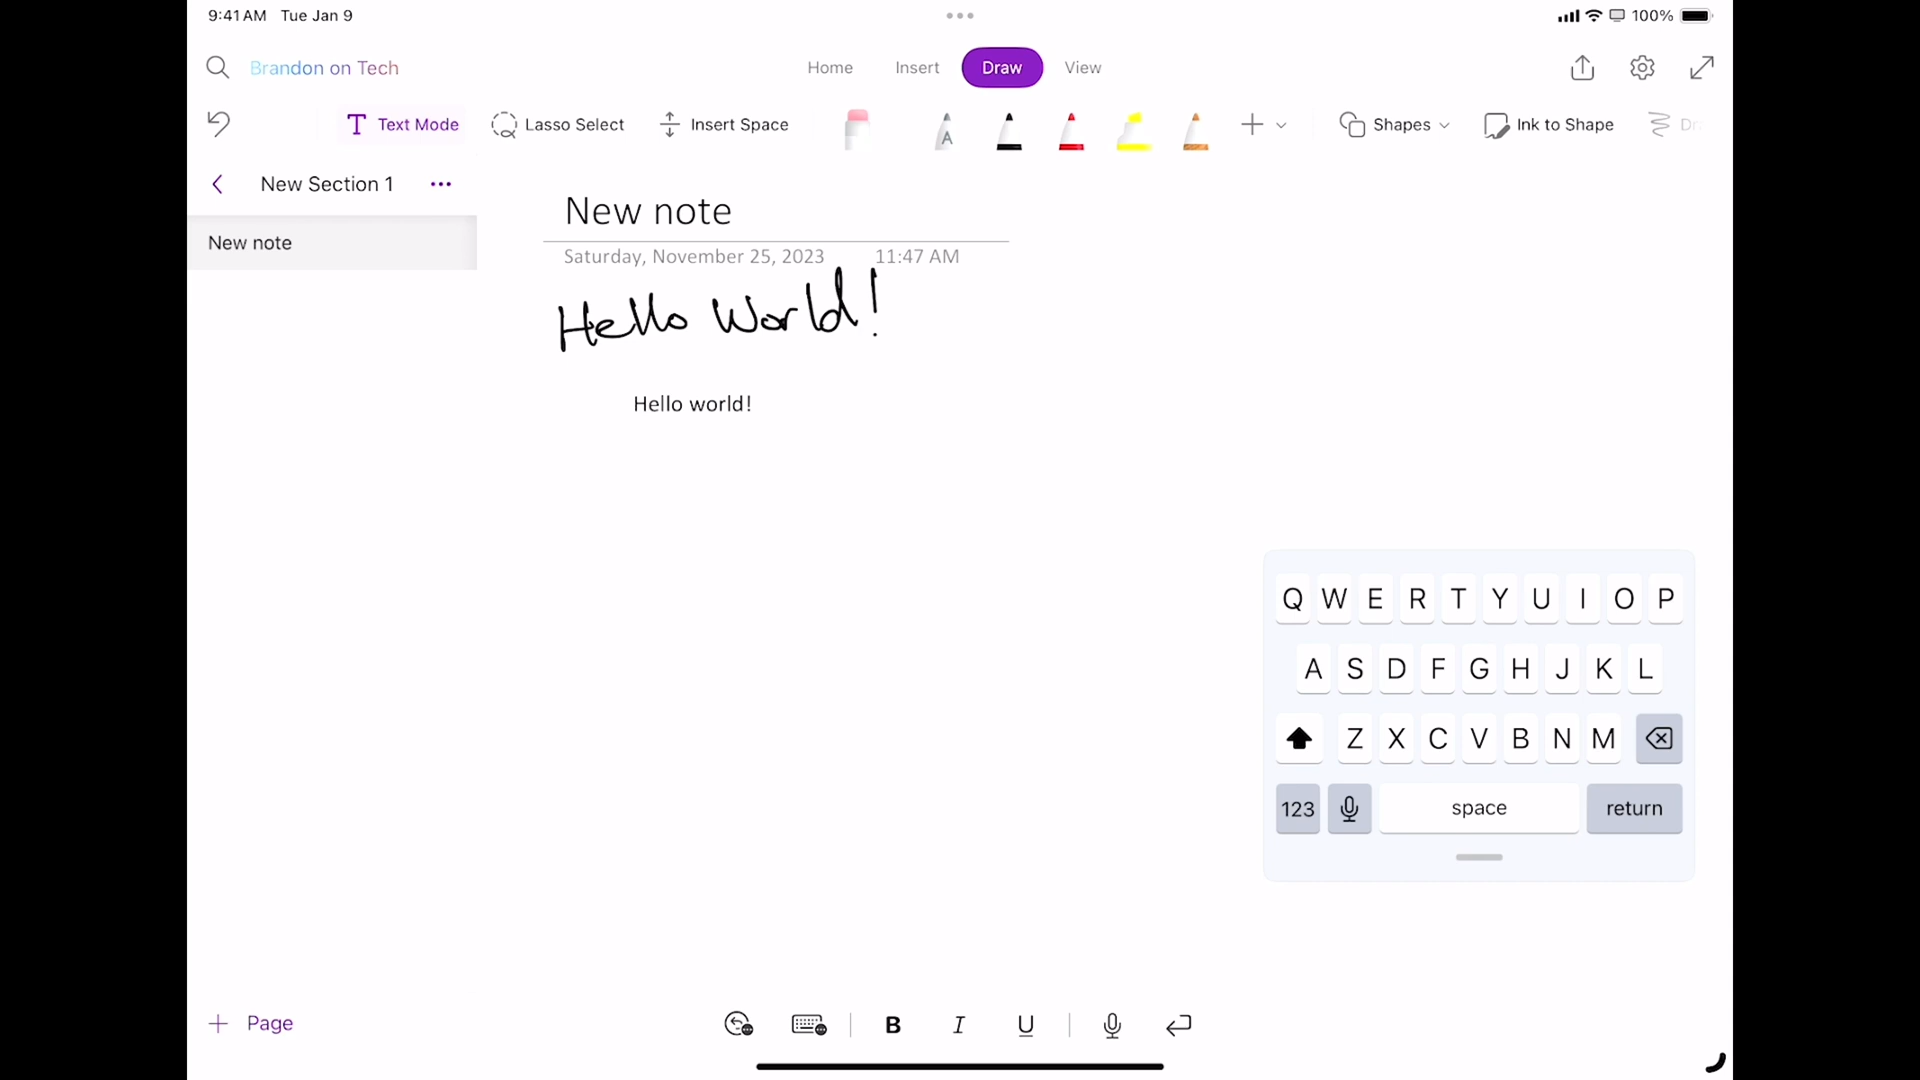 9:41 AM Tue Jan 9 100%
Brandon on Tech Home Insert Draw View
Text Mode Lasso Select Insert Space A Shapes Ink to Shape Dr
New Section 1
New note
New note
Saturday, November 25, 2023 11:47 AM
Hello World!
Hello world!
Q W E R T Y U I O P
A S D F G H J K L
Z X C V B N M
123 space return
Page B I U